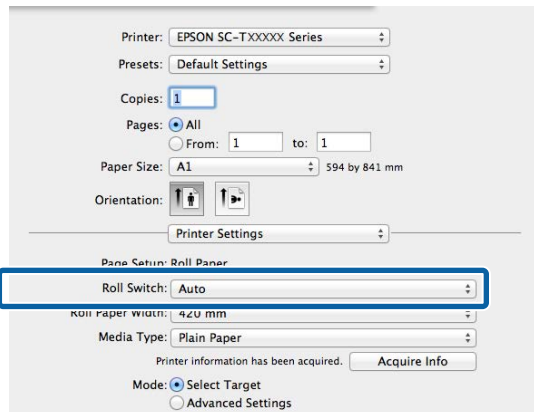 Printer: EPSON SC-TXXXXX Series
Presets: Default Settings
Copies: 1
Pages: All
From: 1 to: 1
Paper Size: A1 594 by 841 mm
Orientation:
Printer Settings
Page Setup: Roll Paper
Roll Switch: Auto
Roll Paper Width: 420 mm
Media Type: Plain Paper
Printer information has been acquired. Acquire Info
Mode: Select Target
Advanced Settings